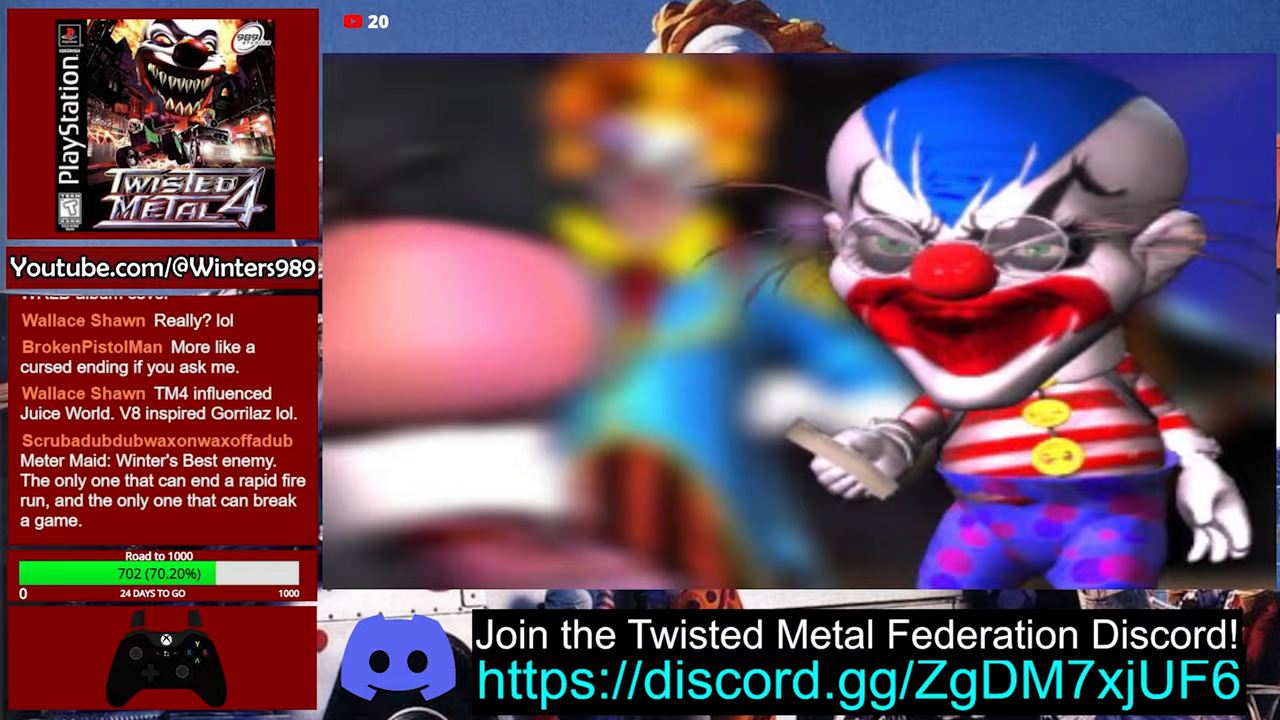 20
989
PlayStation
TWISTED
METAL 4
Youtube.com/@Winters989
Wallace Shawn Really? lol
BrokenPistolMan More like a
cursed ending if you ask me.
Wallace Shawn TM4 influenced
Juice World. V8 inspired Gorrilaz lol.
Scrubadubdubwaxonwaxoffadub
Meter Maid: Winter's Best enemy.
The only one that can end a rapid fire
run, and the only one that can break
a game.
Road to 1000
702 (70.20%)
0 24 DAYS TO GO 1000
Y
X B
A
Join the Twisted Metal Federation Discord!
https://discord.gg/ZgDM7xjUF6